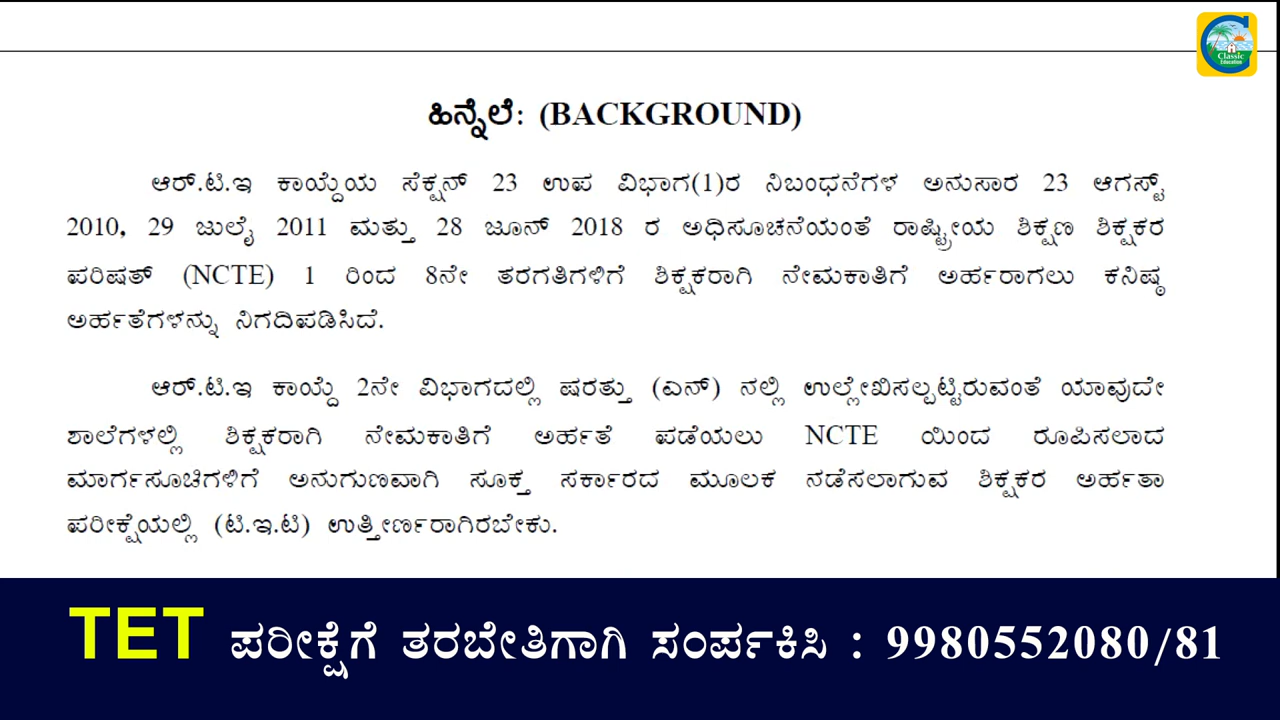 Classic
Education
ಹಿನ್ನೆಲೆ: (BACKGROUND)
ಆರ್.ಟಿ.ಇ ಕಾಯ್ದೆಯ ಸೆಕ್ಷನ್ 23 ಉಪ ವಿಭಾಗ(1)ರ ನಿಬಂಧನೆಗಳ ಅನುಸಾರ 23 ಆಗಸ್ಟ್
2010, 29 ಜುಲೈ 2011 ಮತ್ತು 28 ಜೂನ್ 2018 ರ ಅಧಿಸೂಚನೆಯಂತೆ ರಾಷ್ಟ್ರೀಯ ಶಿಕ್ಷಣ ಶಿಕ್ಷಕರ
ಪರಿಷತ್ (NCTE) 1 ರಿಂದ 8ನೇ ತರಗತಿಗಳಿಗೆ ಶಿಕ್ಷಕರಾಗಿ ನೇಮಕಾತಿಗೆ ಅರ್ಹರಾಗಲು ಕನಿಷ್ಠ
ಅರ್ಹತೆಗಳನ್ನು ನಿಗದಿಪಡಿಸಿದೆ.
ಆರ್.ಟಿ.ಇ ಕಾಯ್ದೆ 2ನೇ ವಿಭಾಗದಲ್ಲಿ ಷರತ್ತು (ಎನ್) ನಲ್ಲಿ ಉಲ್ಲೇಖಿಸಲ್ಪಟ್ಟಿರುವಂತೆ ಯಾವುದೇ
ಶಾಲೆಗಳಲ್ಲಿ ಶಿಕ್ಷಕರಾಗಿ ನೇಮಕಾತಿಗೆ ಅರ್ಹತೆ ಪಡೆಯಲು NCTE ಯಿಂದ ರೂಪಿಸಲಾದ
ಮಾರ್ಗಸೂಚಿಗಳಿಗೆ ಅನುಗುಣವಾಗಿ ಸೂಕ್ತ ಸರ್ಕಾರದ ಮೂಲಕ ನಡೆಸಲಾಗುವ ಶಿಕ್ಷಕರ ಅರ್ಹತಾ
ಪರೀಕ್ಷೆಯಲ್ಲಿ (ಟಿ.ಇ.ಟಿ) ಉತ್ತೀರ್ಣರಾಗಿರಬೇಕು.
TET ಪರೀಕ್ಷೆಗೆ ತರಬೇತಿಗಾಗಿ ಸಂರ್ಪಕಿಸಿ : 9980552080/81